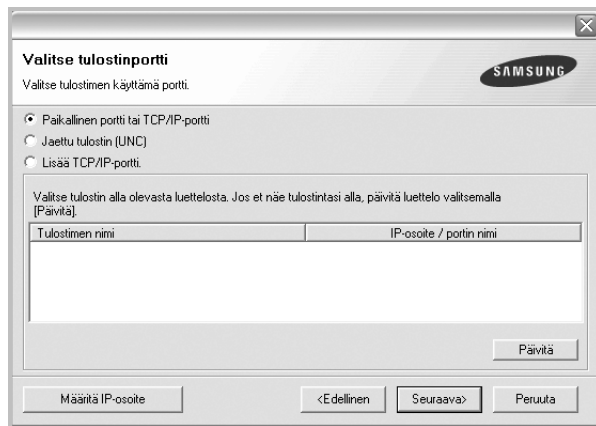 Valitse tulostinportti
Valitse tulostimen käyttämä portti.
SAMSUNG
Paikallinen portti tai TCP/IP-portti
Jaettu tulostin (UNC)
Lisää TCP/IP-portti.
Valitse tulostin alla olevasta luettelosta. Jos et näe tulostintasi alla, päivitä luettelo valitsemalla
[Päivitä].
Tulostimen nimi IP-osoite / portin nimi
Päivitä
Määritä IP-osoite <Edellinen Seuraava> Peruuta